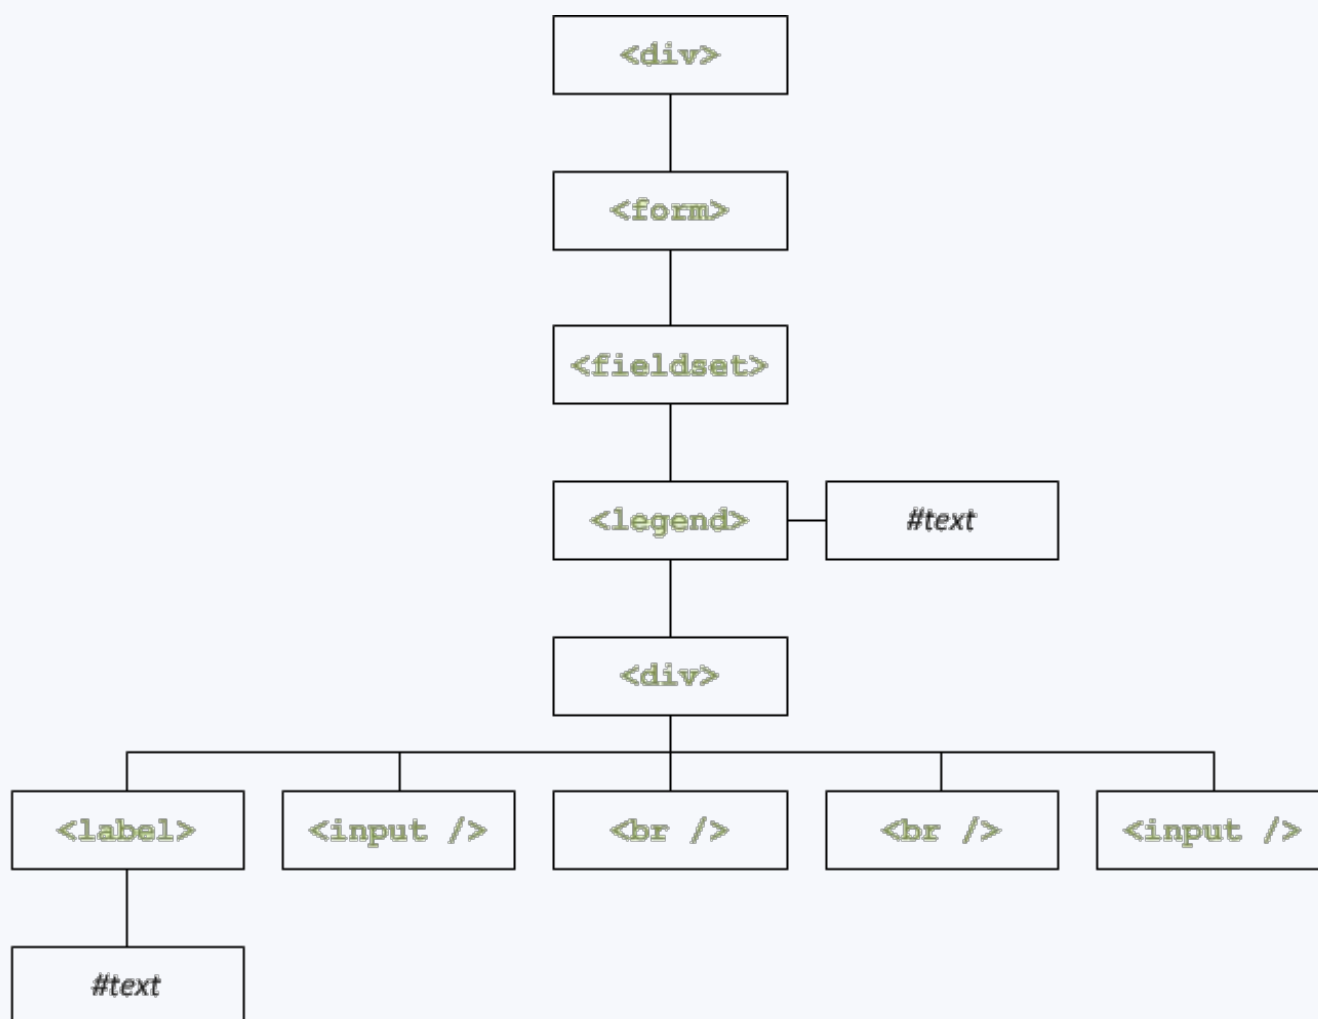 <div>
<form>
<fieldset>
<legend> #text
<div>
<label> <input /> <br /> <br /> <input />
#text